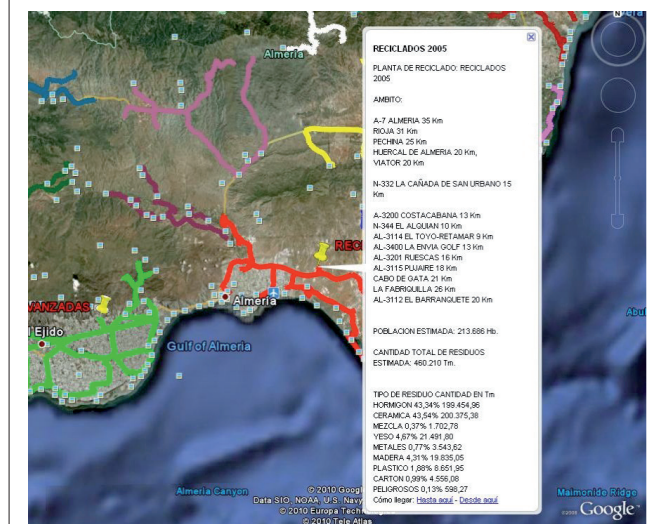 Almería
RECICLADOS 2005
PLANTA DE RECICLADO: RECICLADOS
2005
AMBITO:
A-7 ALMERIA 35 Km
RIOJA 31 Km
PECHINA 25 Km
HUERCAL DE ALMERIA 20 Km,
VIATOR 20 Km
N-332 LA CAÑADA DE SAN URBANO 15
Km
A-3200 COSTACABANA 13 Km
N-344 EL ALQUIAN 10 Km
AL-3114 EL TOYO-RETAMAR 9 Km
AL-3400 LA ENVIA GOLF 13 Km
AL-3201 RUESCAS 16 Km
AL-3115 PUJAIRE 18 Km
CABO DE GATA 21 Km
LA FABRIQUILLA 26 Km
AL-3112 EL BARRANQUETE 20 Km
POBLACION ESTIMADA: 213.686 Hb.
CANTIDAD TOTAL DE RESIDUOS
ESTIMADA: 460.210 Tm.
TIPO DE RESIDUO CANTIDAD EN Tm
HORMIGON 43,34% 199.454,96
CERAMICA 43,54% 200.375,38
MEZCLA 0,37% 1.702,78
YESO 4,67% 21.491,80
METALES 0,77% 3.543,62
MADERA 4,31% 19.835,05
PLASTICO 1,88% 8.651,95
CARTON 0,99% 4.556,08
PELIGROSOS 0,13% 598,27
Cómo llegar: Hasta aquí - Desde aquí
N
REC
VANZADAS
Almería
l'Ejido
Gulf of Almeria
Abu
Almeria Canyon
Maimonide Ridge
© 2010 Googl
Data SIO, NOAA, U.S. Navy
© 2010 Europa Tech
© 2010 Tele Atlas
Google